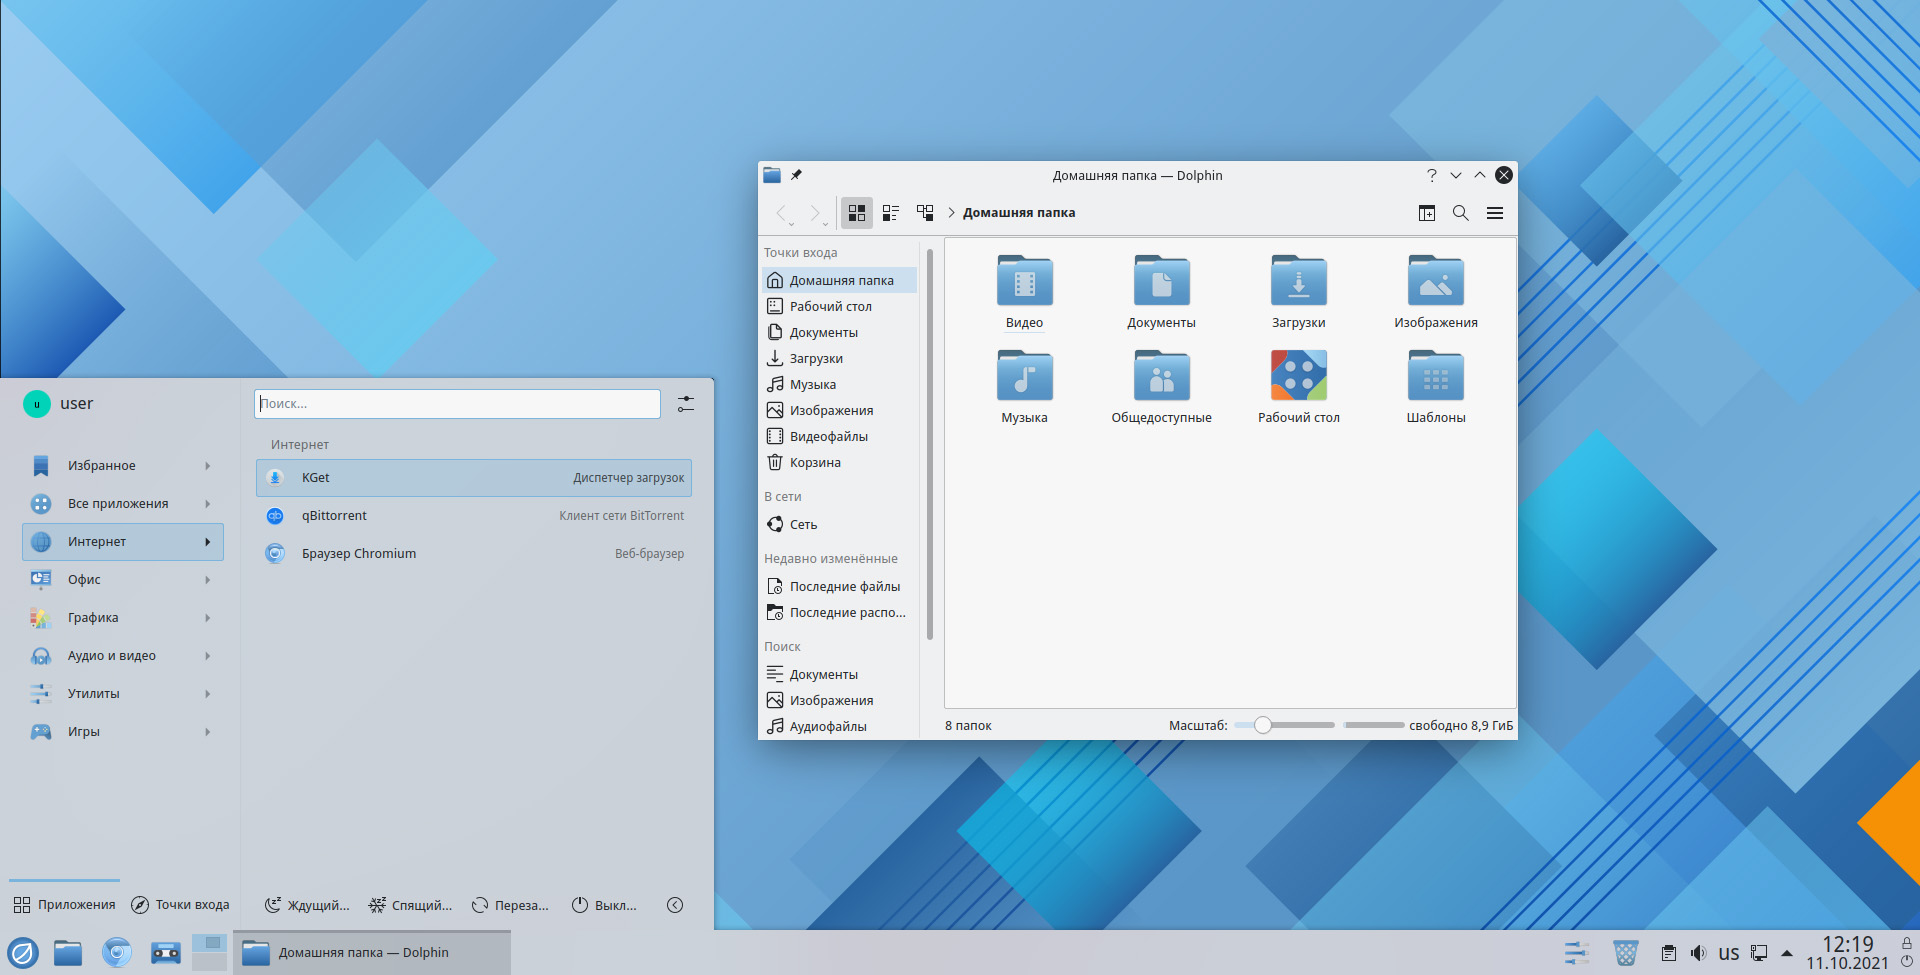 Домашняя папка — Dolphin
?
Домашняя папка
Точки входа
Домашняя папка
Рабочий стол
Документы
Загрузки
Музыка
Изображения
Видеофайлы
Корзина
В сети
Сеть
Недавно изменённые
Последние файлы
Последние распо...
Поиск
Документы
Изображения
Аудиофайлы
Видео
Документы
Загрузки
Изображения
Музыка
Общедоступные
Рабочий стол
Шаблоны
8 папок
Масштаб:
свободно 8,9 ГиБ
u
user
Поиск...
Избранное
Все приложения
Интернет
Офис
Графика
Аудио и видео
Утилиты
Игры
Интернет
KGet Диспетчер загрузок
qb
qBittorrent Клиент сети BitTorrent
Браузер Chromium Веб-браузер
Приложения Точки входа Ждущий... Спящий... Переза... Выкл...
Домашняя папка — Dolphin
us
12:19
11.10.2021